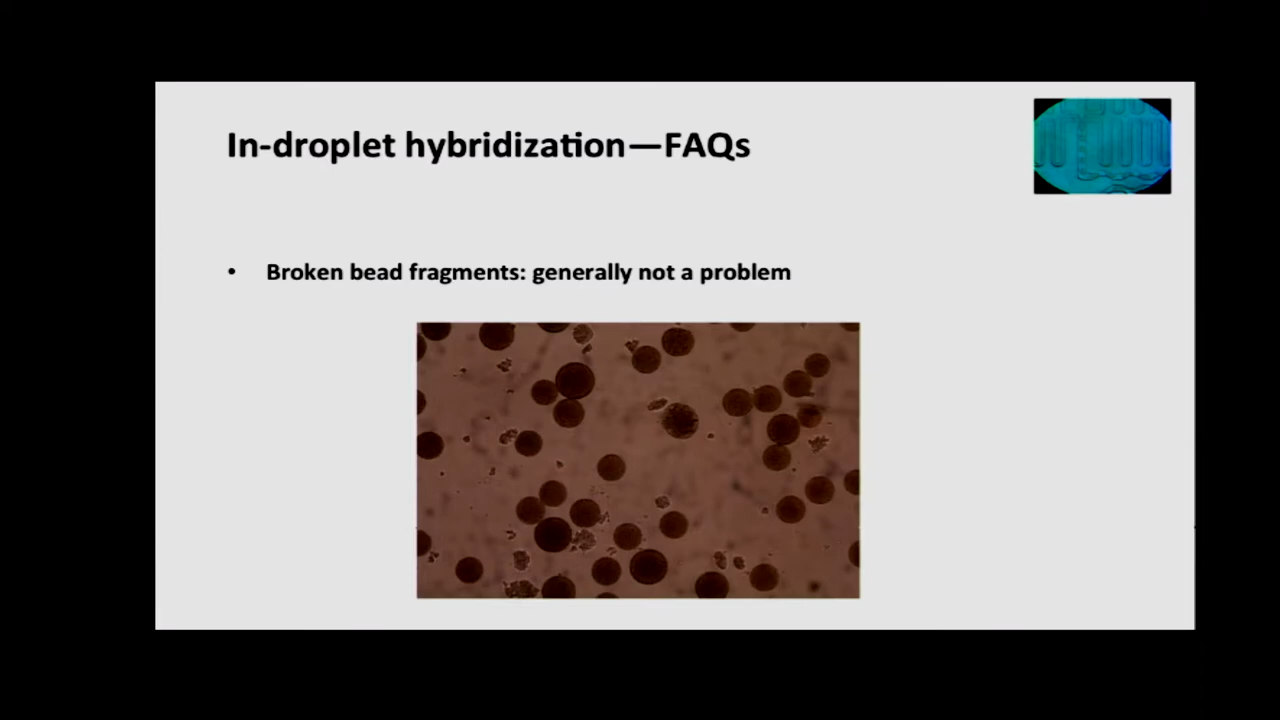 In-droplet hybridization—FAQs
• Broken bead fragments: generally not a problem